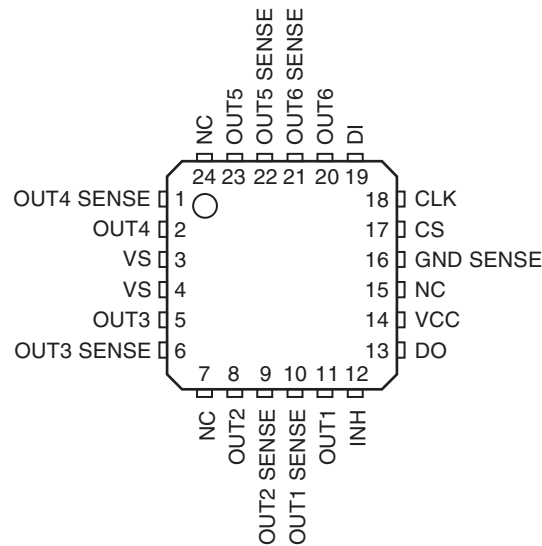 OUT5 SENSE
OUT6 SENSE
NC
OUT5
OUT6
DI
24 23 22 21 20 19
OUT4 SENSE 1
OUT4 2
VS 3
VS 4
OUT3 5
OUT3 SENSE 6
18 CLK
17 CS
16 GND SENSE
15 NC
14 VCC
13 DO
7 8 9 10 11 12
NC
OUT2
OUT2 SENSE
OUT1 SENSE
OUT1
INH